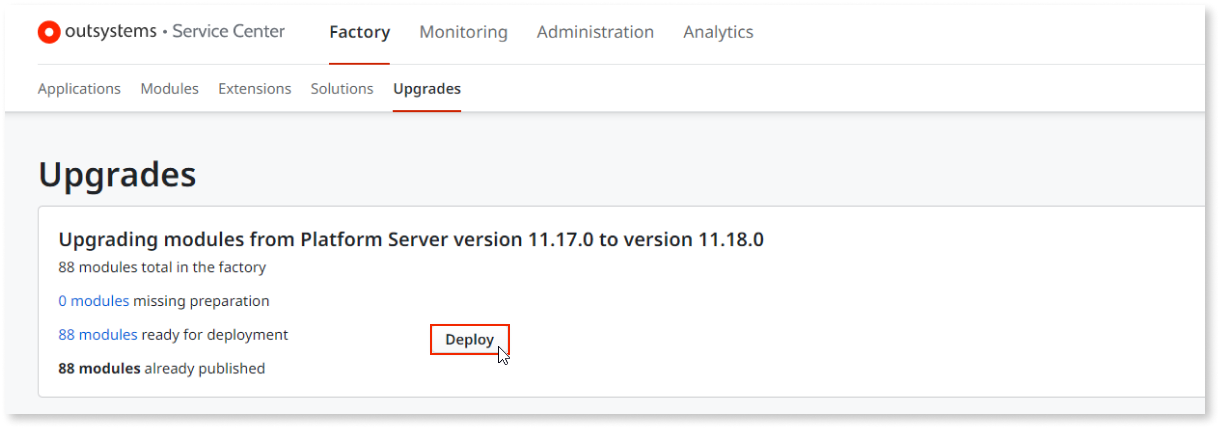 outsystems • Service Center Factory Monitoring Administration Analytics
Applications Modules Extensions Solutions Upgrades
Upgrades
Upgrading modules from Platform Server version 11.17.0 to version 11.18.0
88 modules total in the factory
0 modules missing preparation
88 modules ready for deployment Deploy
88 modules already published